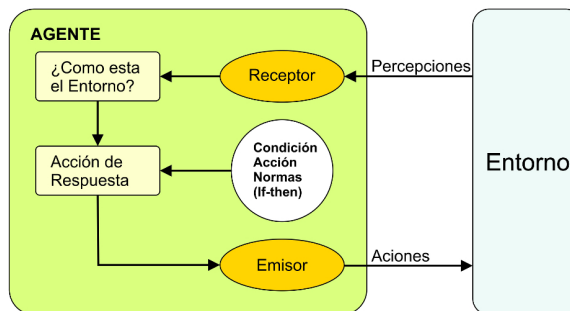 AGENTE
¿Como esta
el Entorno?
Receptor
Percepciones
Acción de
Respuesta
Condición
Acción
Normas
(If-then)
Entorno
Emisor
Aciones